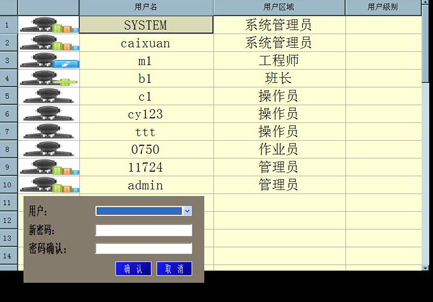 用户名 用户区域 用户级制
1 SYSTEM 系统管理员
2 caixuan 系统管理员
3 m1 工程师
4 b1 班长
5 c1 操作员
6 cy123 操作员
7 ttt 操作员
8 0750 作业员
9 11724 管理员
10 admin 管理员
11
12
13
14
用户:
新密码:
密码确认:
确 认 取 消